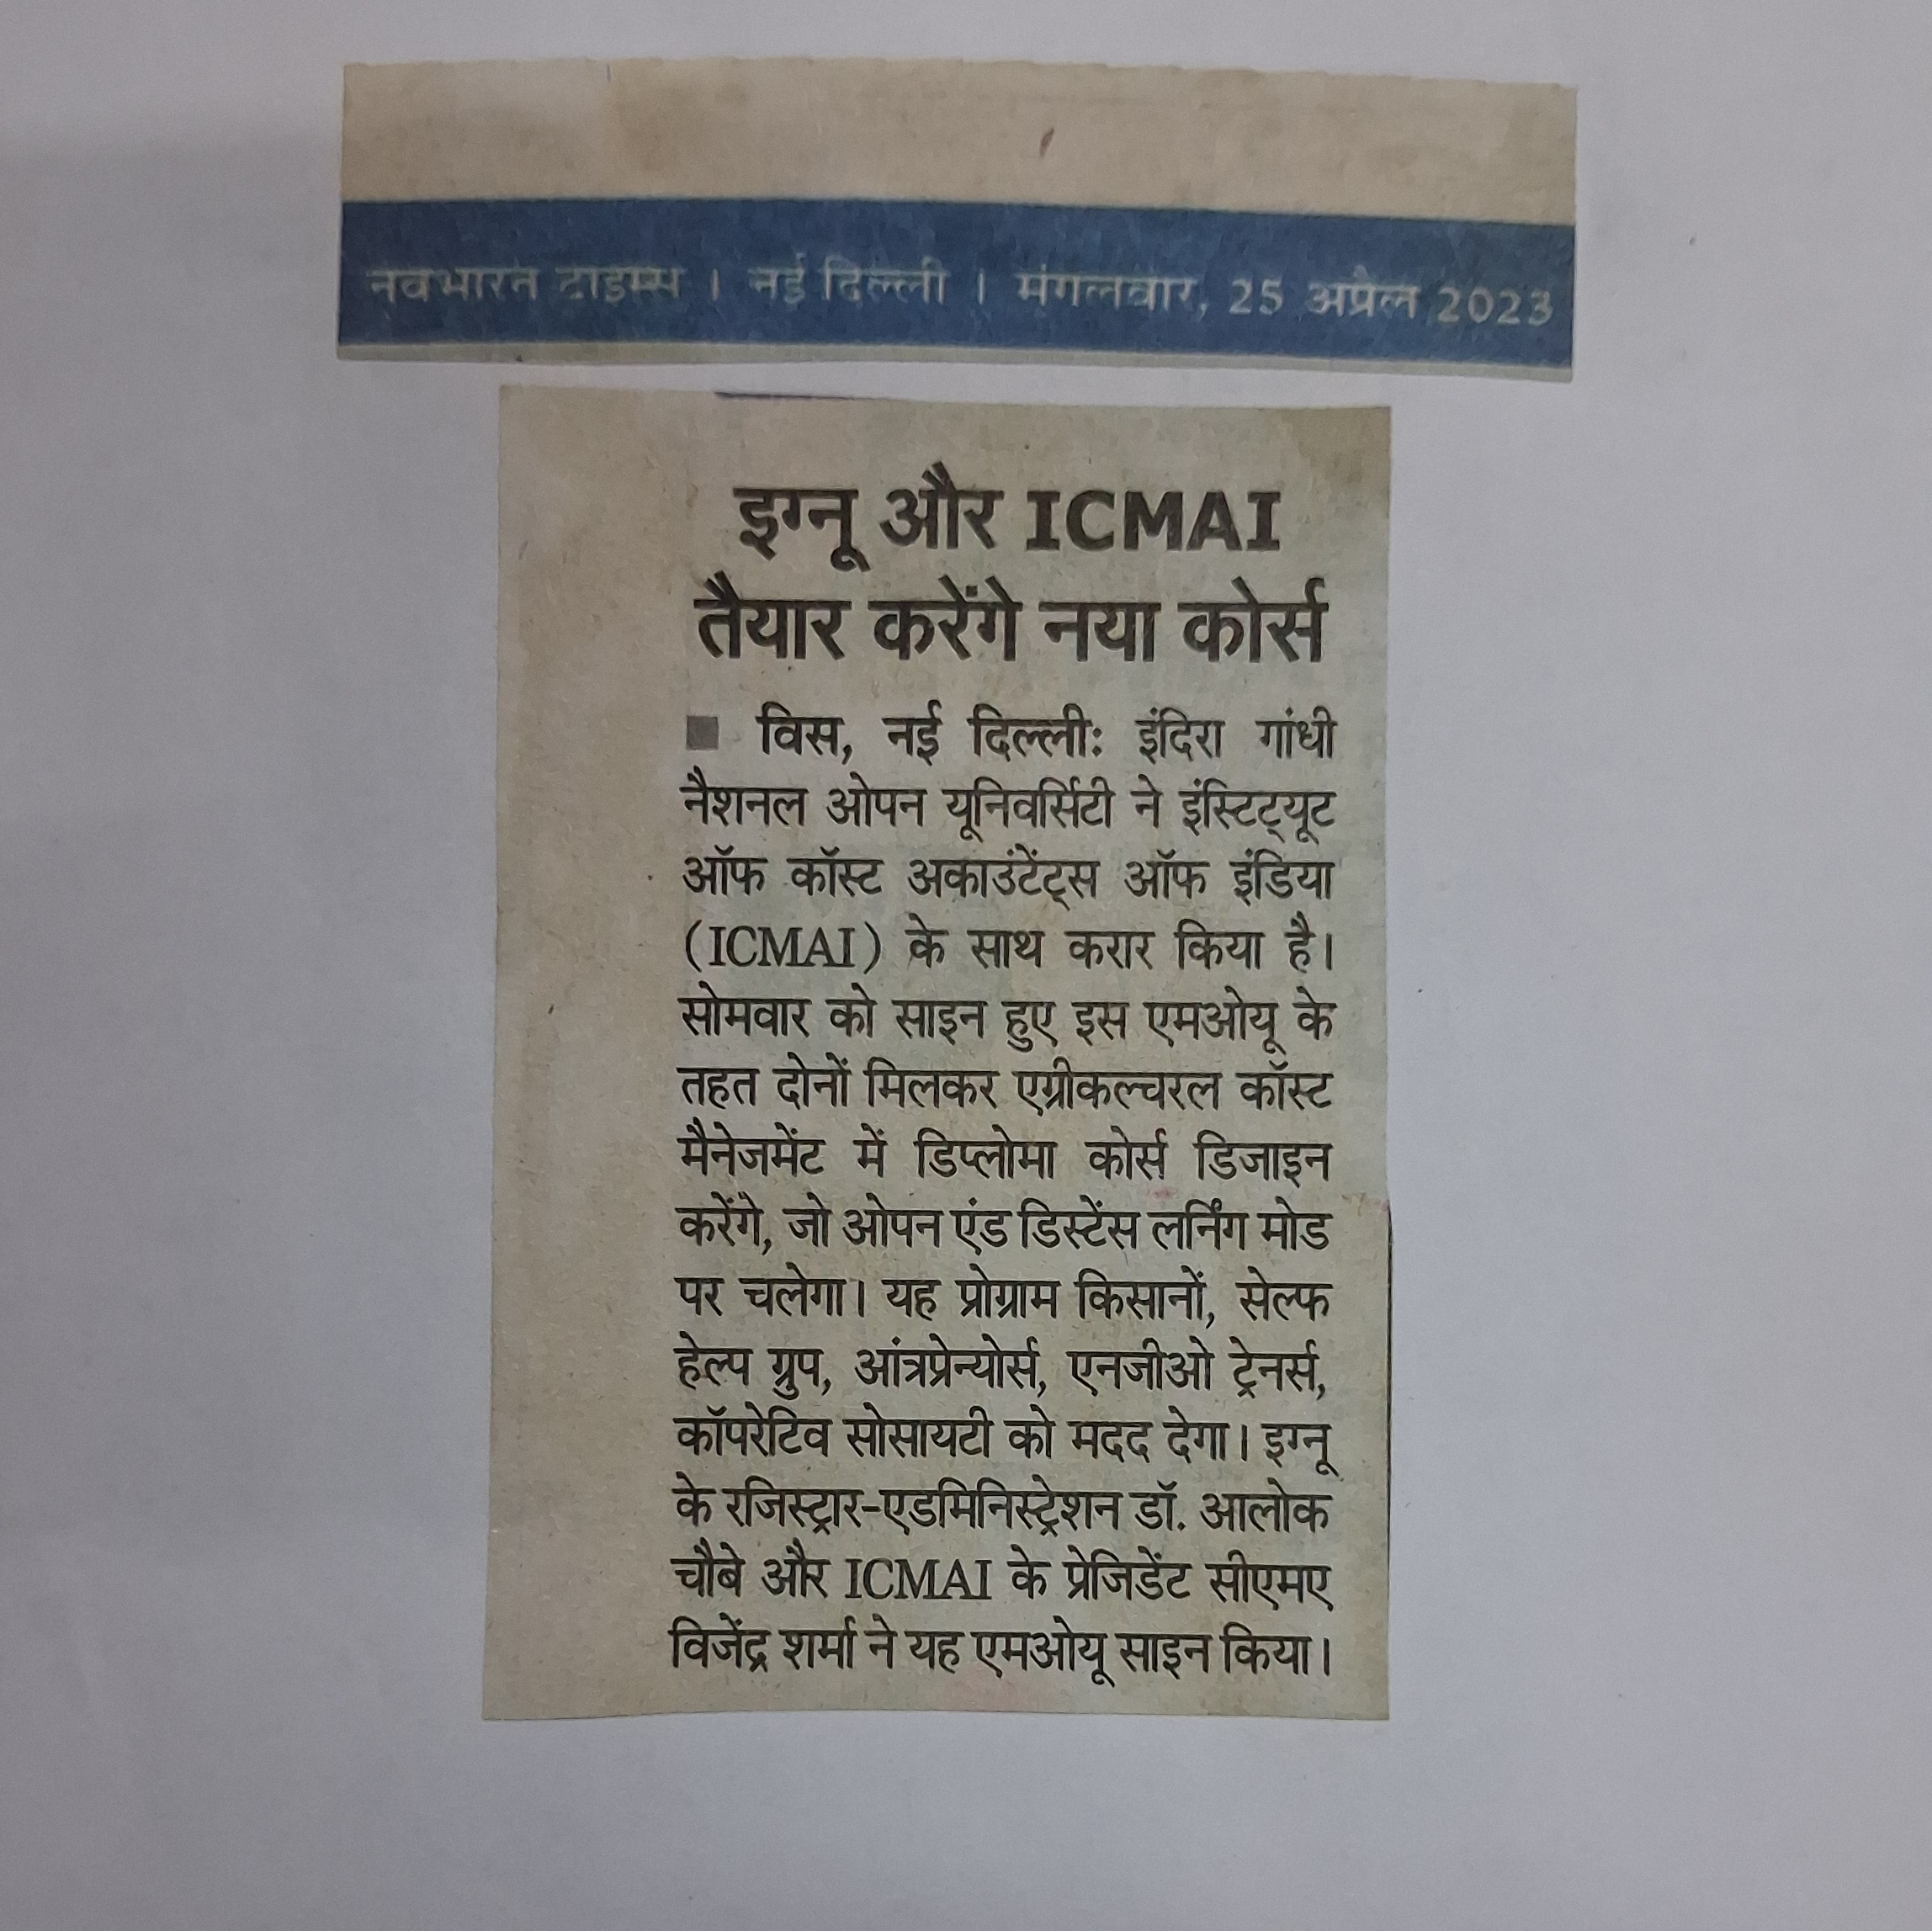 नवभारत टाइम्स । नई दिल्ली । मंगलवार, 25 अप्रैल 2023
इग्नू और ICMAI
तैयार करेंगे नया कोर्स
■ विस, नई दिल्ली: इंदिरा गांधी
नैशनल ओपन यूनिवर्सिटी ने इंस्टिट्यूट
ऑफ कॉस्ट अकाउंटेंट्स ऑफ इंडिया
(ICMAI) के साथ करार किया है।
सोमवार को साइन हुए इस एमओयू के
तहत दोनों मिलकर एग्रीकल्चरल कॉस्ट
मैनेजमेंट में डिप्लोमा कोर्स डिजाइन
करेंगे, जो ओपन एंड डिस्टेंस लर्निंग मोड
पर चलेगा। यह प्रोग्राम किसानों, सेल्फ
हेल्प ग्रुप, आंत्रप्रेन्योर्स, एनजीओ ट्रेनर्स,
कॉपरेटिव सोसायटी को मदद देगा। इग्नू
के रजिस्ट्रार-एडमिनिस्ट्रेशन डॉ. आलोक
चौबे और ICMAI के प्रेजिडेंट सीएमए
विजेंद्र शर्मा ने यह एमओयू साइन किया।